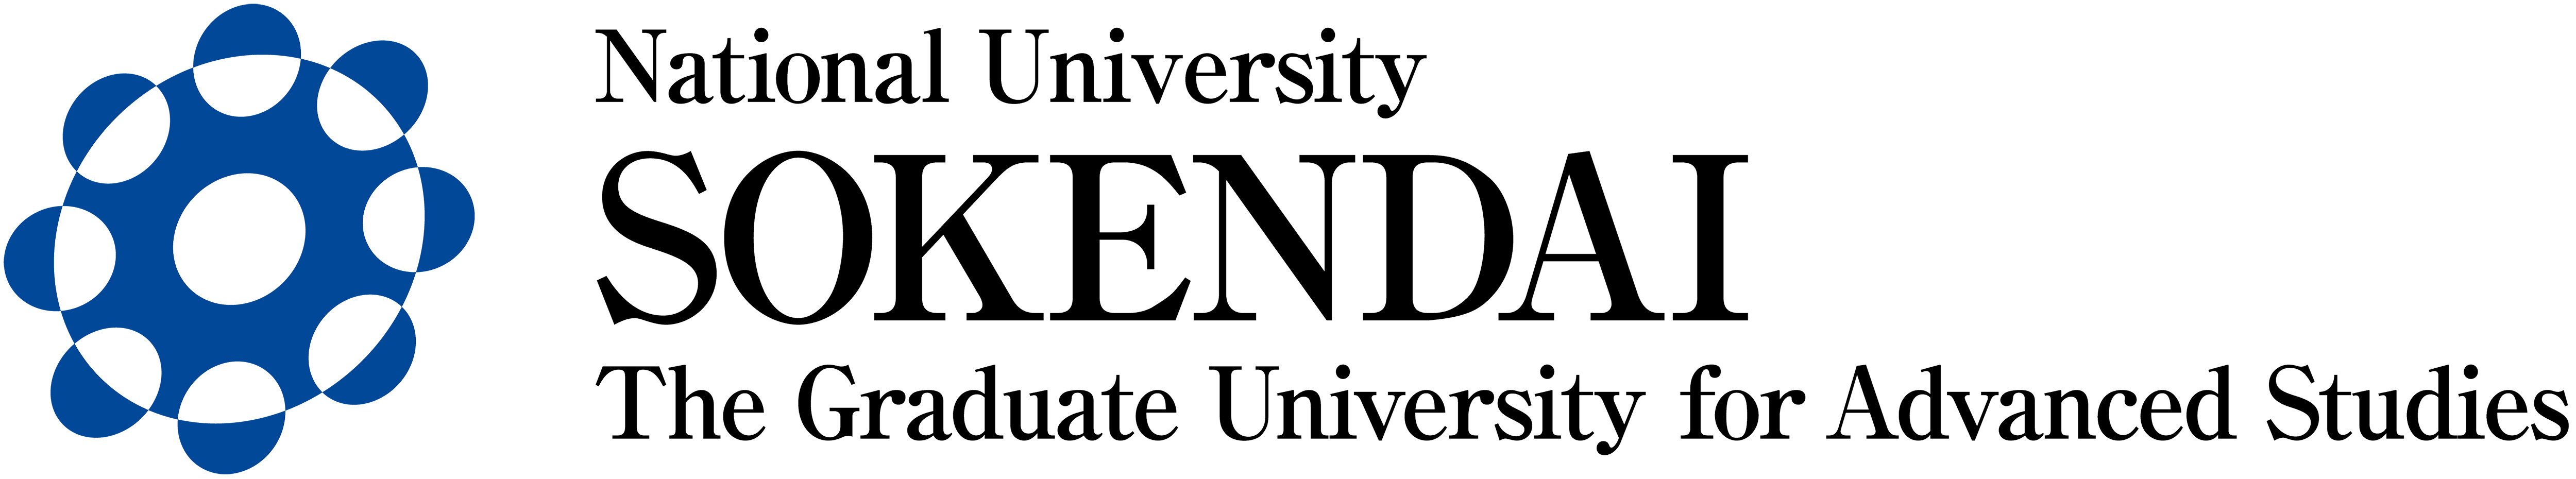 National University
SOKENDAI
The Graduate University for Advanced Studies